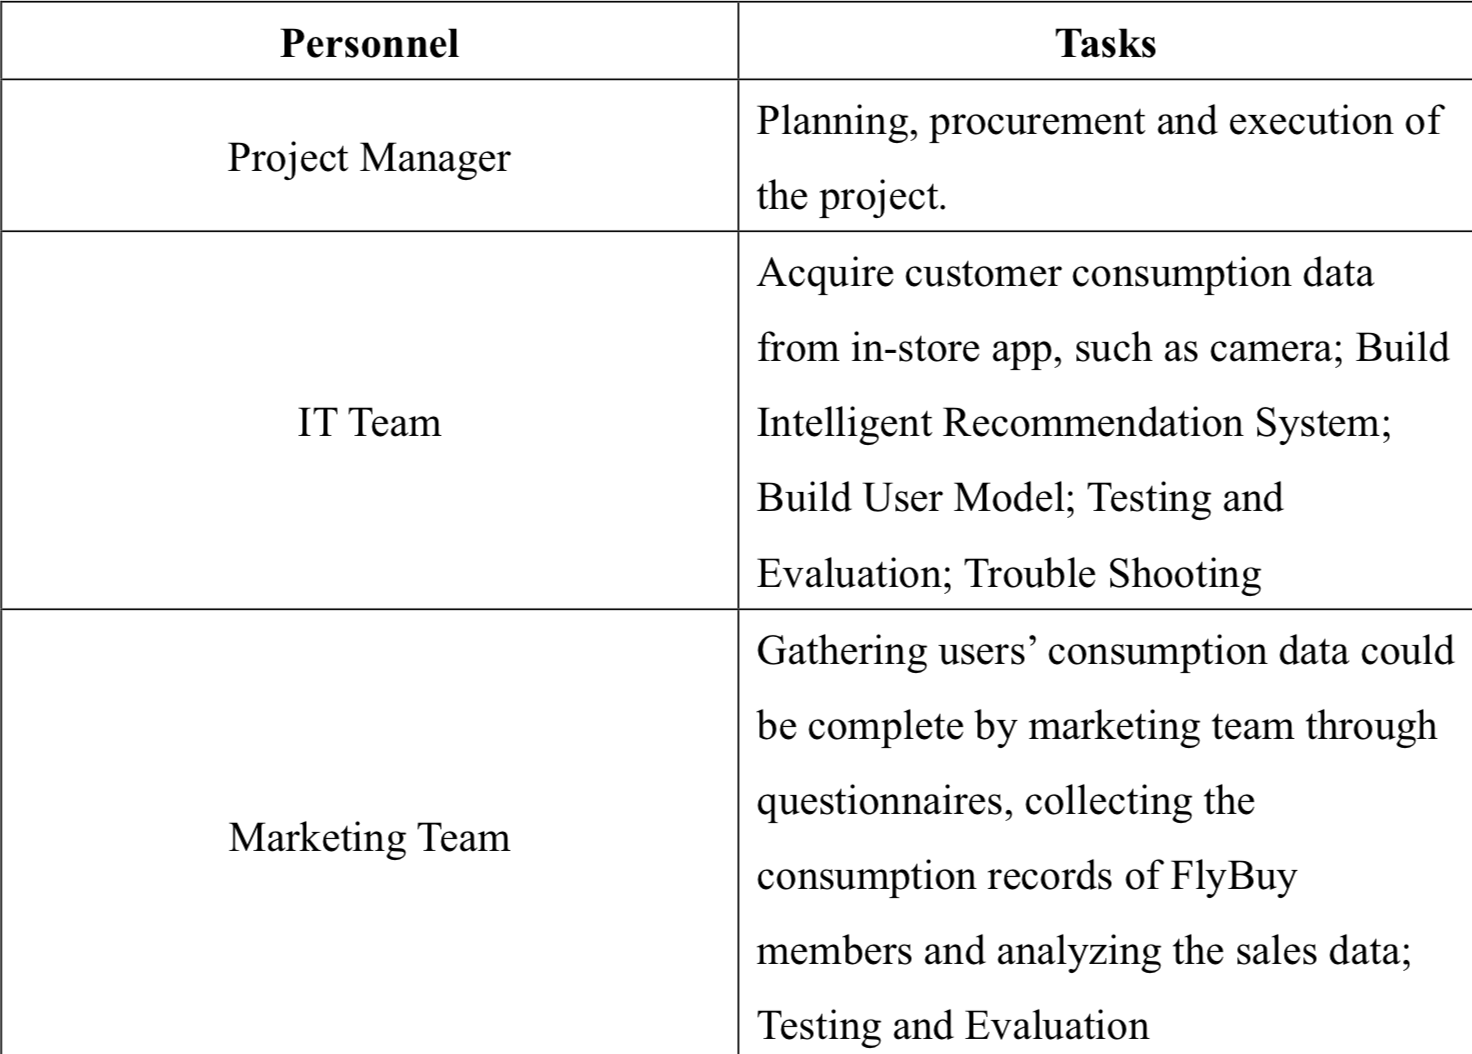 Personnel
Tasks
Project Manager
Planning, procurement and execution of
the project.
IT Team
Acquire customer consumption data
from in-store app, such as camera; Build
Intelligent Recommendation System;
Build User Model; Testing and
Evaluation; Trouble Shooting
Marketing Team
Gathering users’ consumption data could
be complete by marketing team through
questionnaires, collecting the
consumption records of FlyBuy
members and analyzing the sales data;
Testing and Evaluation